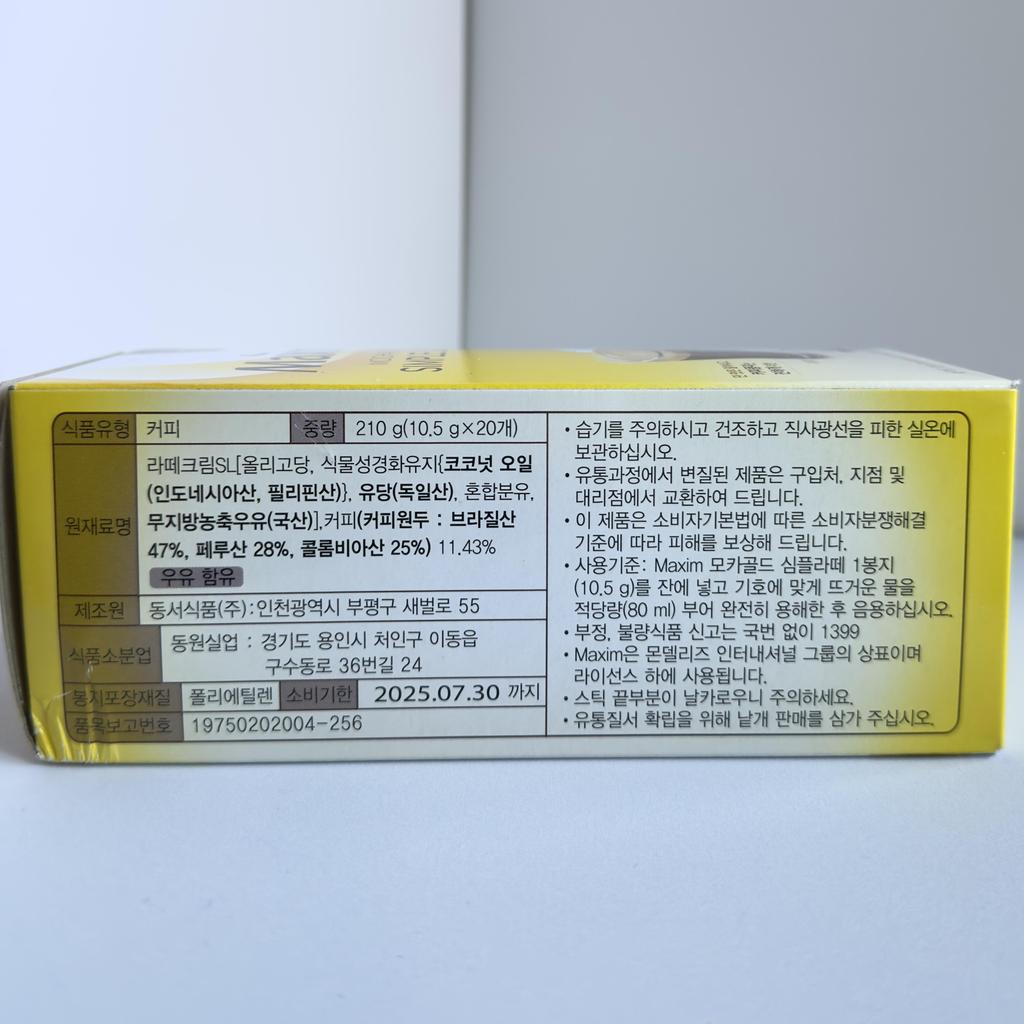 식품유형 커피 중량 210 g(10.5 g×20개)
원재료명
라떼크림SL[올리고당, 식물성경화유지{코코넛 오일
(인도네시아산, 필리핀산)}, 유당(독일산), 혼합분유,
무지방농축우유(국산)],커피(커피원두 : 브라질산
47%, 페루산 28%, 콜롬비아산 25%) 11.43%
우유 함유
제조원 동서식품(주):인천광역시 부평구 새벌로 55
식품소분업 동원실업 : 경기도 용인시 처인구 이동읍
구수동로 36번길 24
봉지포장재질 폴리에틸렌 소비기한 2025.07.30 까지
품목보고번호 19750202004-256
• 습기를 주의하시고 건조하고 직사광선을 피한 실온에
보관하십시오.
• 유통과정에서 변질된 제품은 구입처, 지점 및
대리점에서 교환하여 드립니다.
• 이 제품은 소비자기본법에 따른 소비자분쟁해결
기준에 따라 피해를 보상해 드립니다.
• 사용기준: Maxim 모카골드 심플라떼 1봉지
(10.5 g)를 잔에 넣고 기호에 맞게 뜨거운 물을
적당량(80 ml) 부어 완전히 용해한 후 음용하십시오.
• 부정, 불량식품 신고는 국번 없이 1399
• Maxim은 몬델리즈 인터내셔널 그룹의 상표이며
라이선스 하에 사용됩니다.
• 스틱 끝부분이 날카로우니 주의하세요.
• 유통질서 확립을 위해 낱개 판매를 삼가 주십시오.